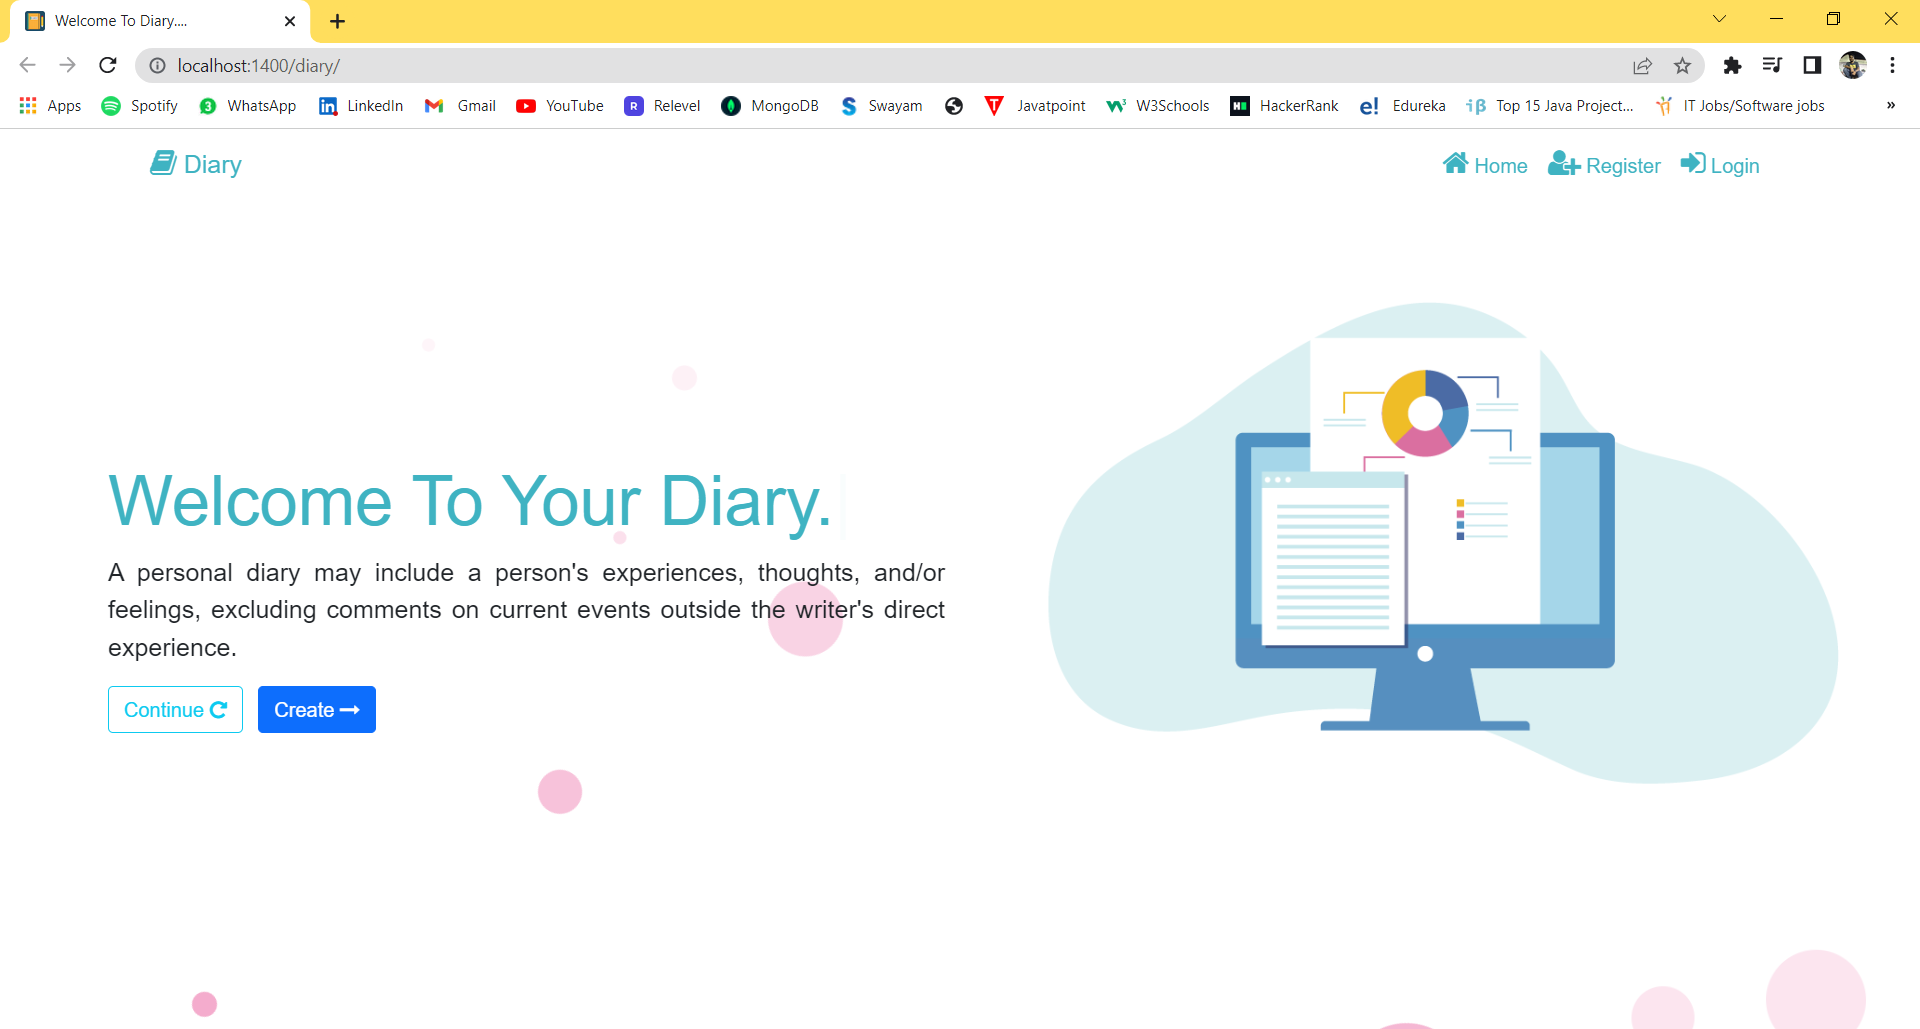 Welcome To Diary....
localhost:1400/diary/
Apps Spotify WhatsApp LinkedIn Gmail YouTube Relevel MongoDB Swayam Javatpoint W3Schools HackerRank Edureka Top 15 Java Project... IT Jobs/Software jobs »
Diary Home Register Login
Welcome To Your Diary.
A personal diary may include a person's experiences, thoughts, and/or
feelings, excluding comments on current events outside the writer's direct
experience.
Continue Create